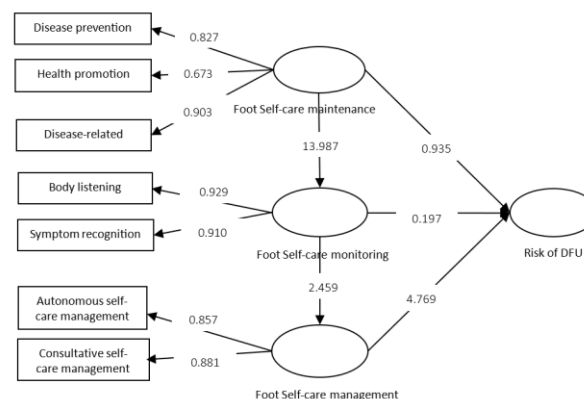 Disease prevention
0.827
Health promotion
0.673
Foot Self-care maintenance
0.903
Disease-related
13.987
0.935
Body listening
0.929
0.197
Symptom recognition
0.910
Foot Self-care monitoring
Risk of DFU
2.459
4.769
Autonomous self-
care management
0.857
Consultative self-
care management
0.881
Foot Self-care management